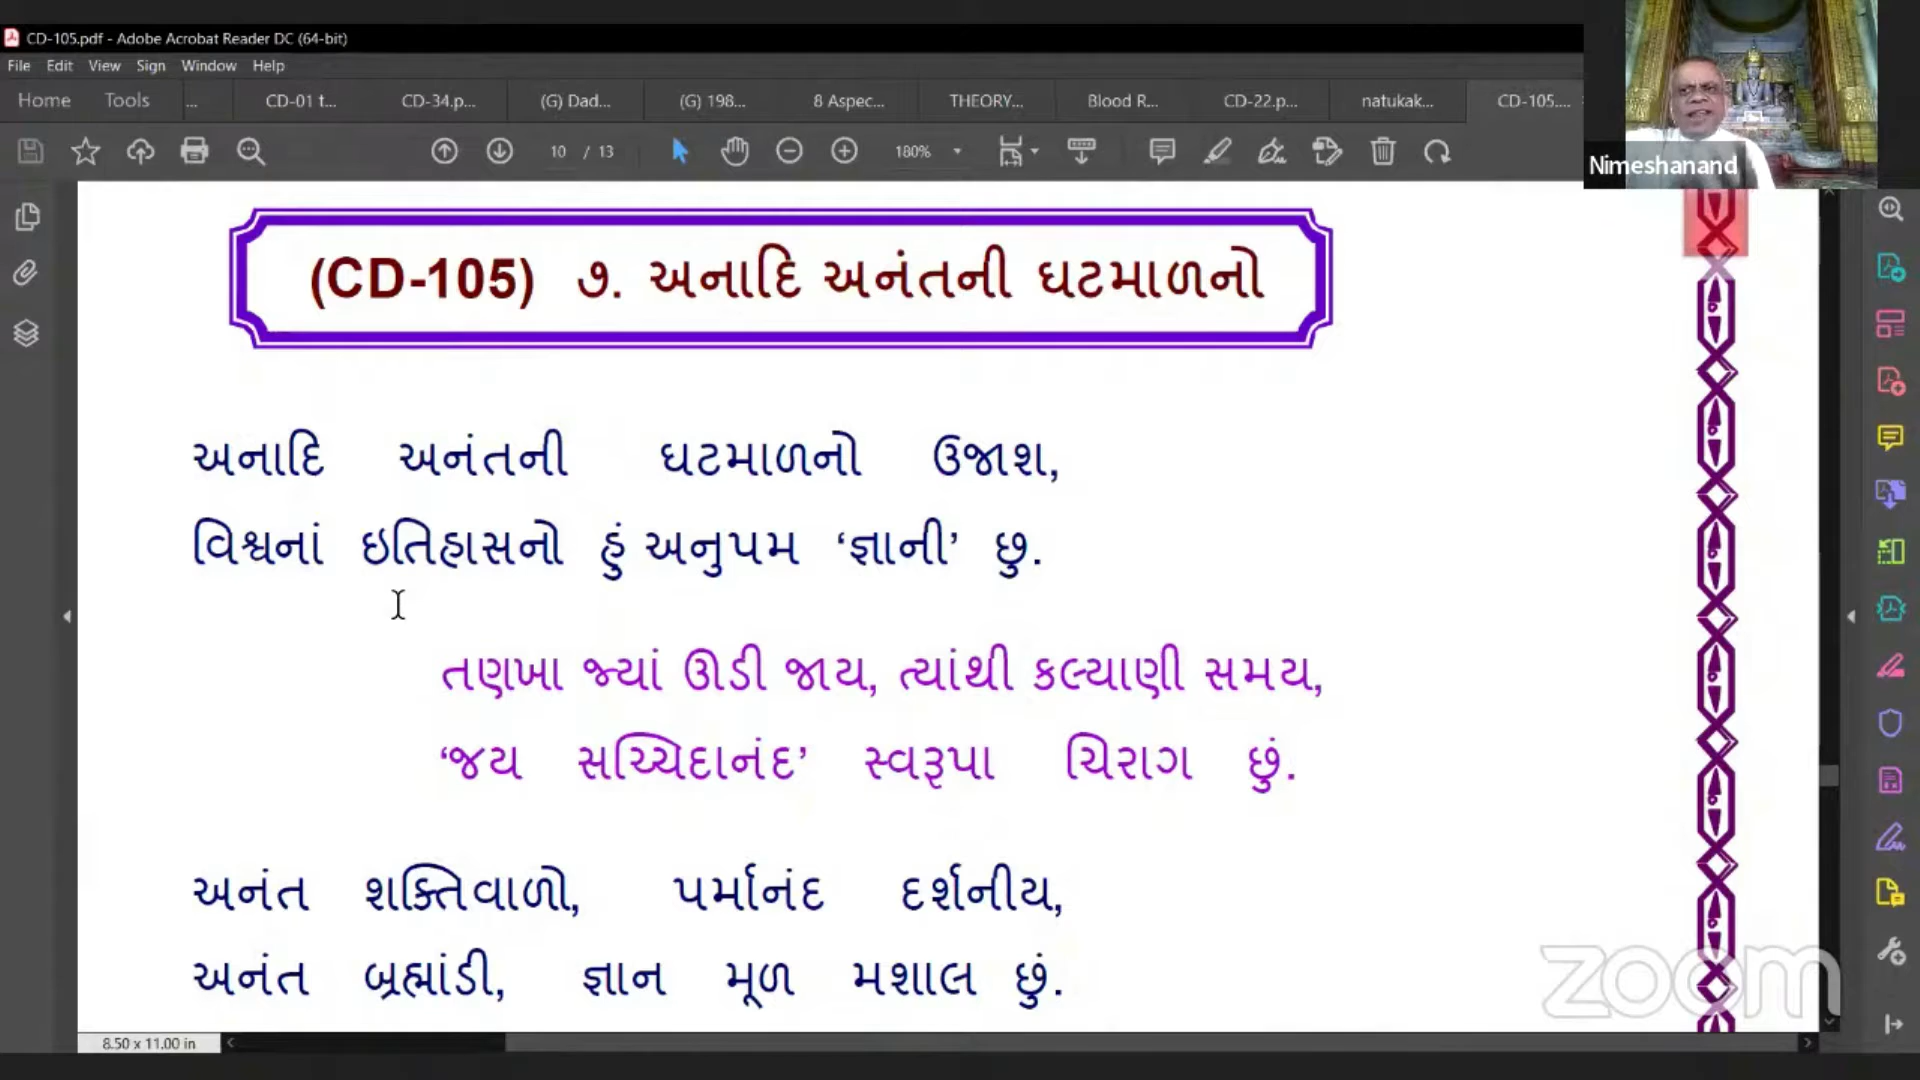 CD-105.pdf - Adobe Acrobat Reader DC (64-bit)
File Edit View Sign Window Help
Home Tools ... CD-01 t... CD-34.p... (G) Dad... (G) 198... 8 Aspec... THEORY... Blood R... CD-22.p... natukak... CD-105....
10 / 13 180%
Nimeshanand
(CD-105) ૭. અનાદિ અનંતની ઘટમાળનો
અનાદિ અનંતની ઘટમાળનો ઉજાશ,
વિશ્વનાં ઇતિહાસનો હું અનુપમ ‘જ્ઞાની’ છુ.
તણખા જ્યાં ઊડી જાય, ત્યાંથી કલ્યાણી સમય,
‘જય સચ્ચિદાનંદ’ સ્વરૂપા ચિરાગ છું.
અનંત શક્તિવાળો, પર્માનંદ દર્શનીય,
અનંત બ્રહ્માંડી, જ્ઞાન મૂળ મશાલ છું.
zoom
8.50 x 11.00 in